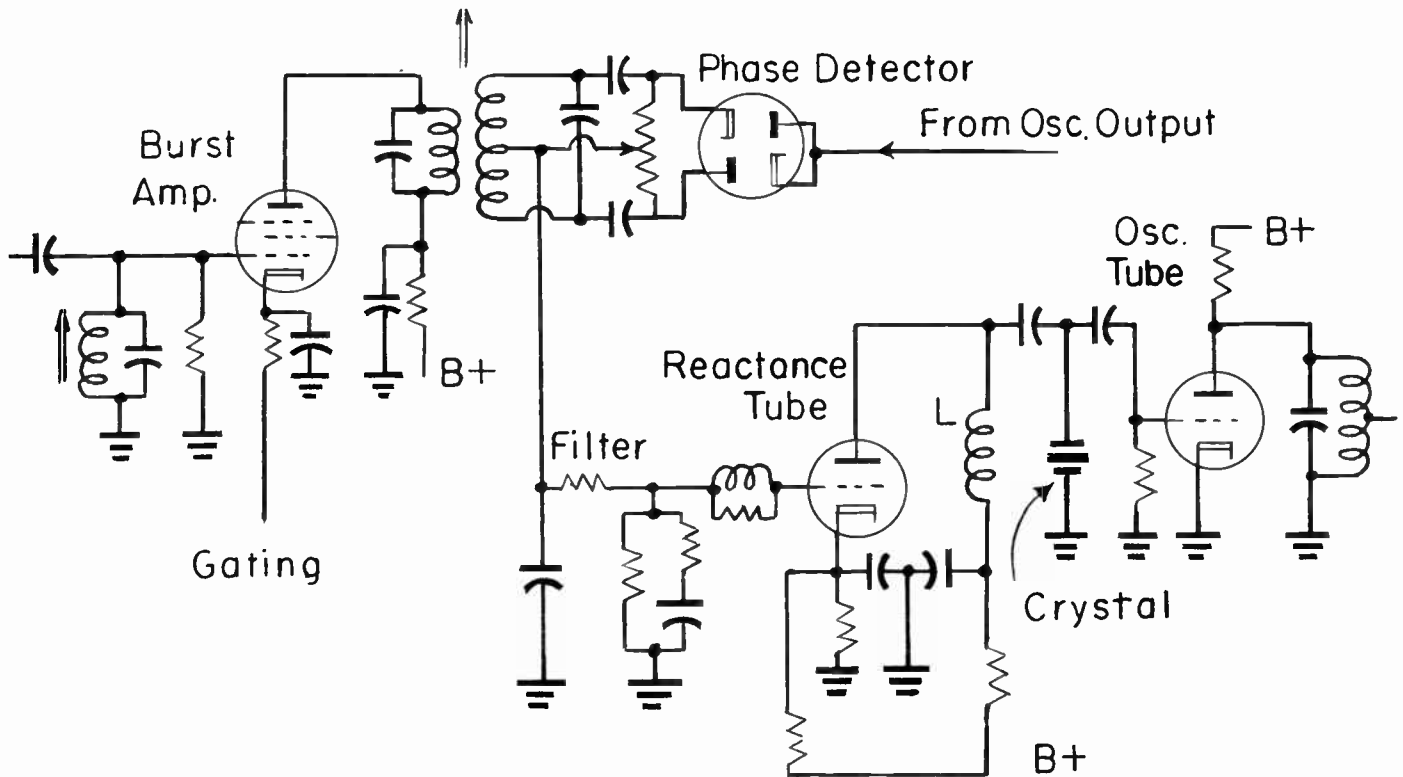 Phase Detector
From Osc. Output
Burst
Amp.
B+
Osc.
Tube
B+
Reactance
Tube
L
Filter
Gating
Crystal
B+